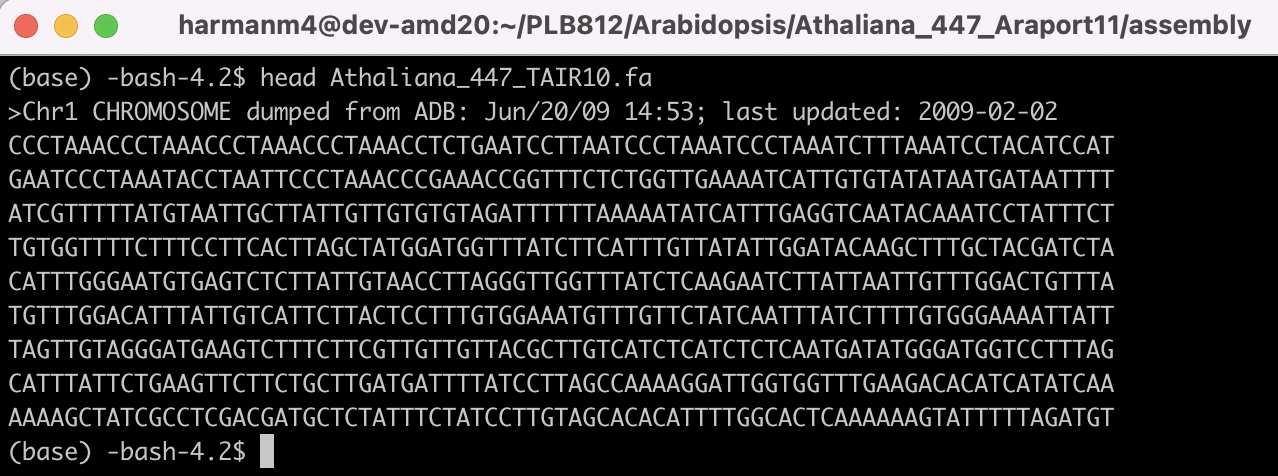 harmanm4@dev-amd20:~/PLB812/Arabidopsis/Athaliana_447_Araport11/assembly
(base) -bash-4.2$ head Athaliana_447_TAIR10.fa
>Chr1 CHROMOSOME dumped from ADB: Jun/20/09 14:53; last updated: 2009-02-02
CCCTAAACCCTAAACCCTAAACCCTAAACCTCTGAATCCTTAATCCCTAAATCCCTAAATCTTTAAATCCTACATCCAT
GAATCCCTAAATACCTAATTCCCTAAACCCGAAACCGGTTTCTCTGGTTGAAAATCATTGTGTATATAATGATAATTTT
ATCGTTTTTATGTAATTGCTTATTGTTGTGTGTAGATTTTTTAAAAATATCATTTGAGGTCAATACAAATCCTATTTCT
TGTGGTTTTCTTTCCTTCACTTAGCTATGGATGGTTTATCTTCATTTGTTATATTGGATACAAGCTTTGCTACGATCTA
CATTTGGGAATGTGAGTCTCTTATTGTAACCTTAGGGTTGGTTTATCTCAAGAATCTTATTAATTGTTTGGACTGTTTA
TGTTTGGACATTTATTGTCATTCTTACTCCTTTGTGGAAATGTTTGTTCTATCAATTTATCTTTTGTGGGAAAATTATT
TAGTTGTAGGGATGAAGTCTTTCTTCGTTGTTGTTACGCTTGTCATCTCATCTCTCAATGATATGGGATGGTCCTTTAG
CATTTATTCTGAAGTTCTTCTGCTTGATGATTTTATCCTTAGCCAAAAGGATTGGTGGTTTGAAGACACATCATATCAA
AAAAGCTATCGCCTCGACGATGCTCTATTTCTATCCTTGTAGCACACATTTTGGCACTCAAAAAAGTATTTTTAGATGT
(base) -bash-4.2$